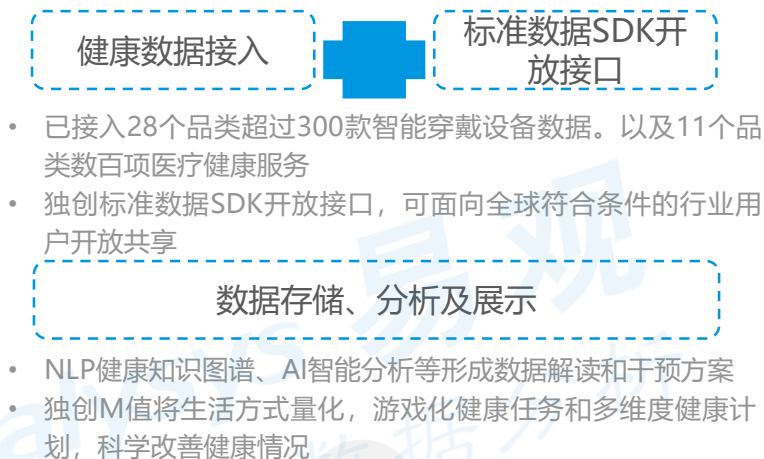 健康数据接入
标准数据SDK开
放接口
• 已接入28个品类超过300款智能穿戴设备数据。以及11个品
类数百项医疗健康服务
• 独创标准数据SDK开放接口，可面向全球符合条件的行业用
户开放共享
数据存储、分析及展示
• NLP健康知识图谱、AI智能分析等形成数据解读和干预方案
• 独创M值将生活方式量化，游戏化健康任务和多维度健康计
划，科学改善健康情况
易观
alysys
数据分析